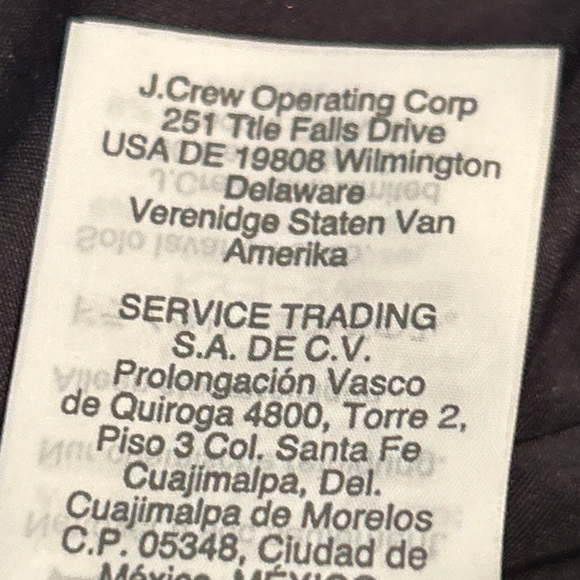 J.Crew Operating Corp
251 Ttle Falls Drive
USA DE 19808 Wilmington
Delaware
Verenidge Staten Van
Amerika
SERVICE TRADING
S.A. DE C.V.
Prolongación Vasco
de Quiroga 4800, Torre 2,
Piso 3 Col. Santa Fe
Cuajimalpa, Del.
Cuajimalpa de Morelos
C.P. 05348, Ciudad de
México, MÉXICO